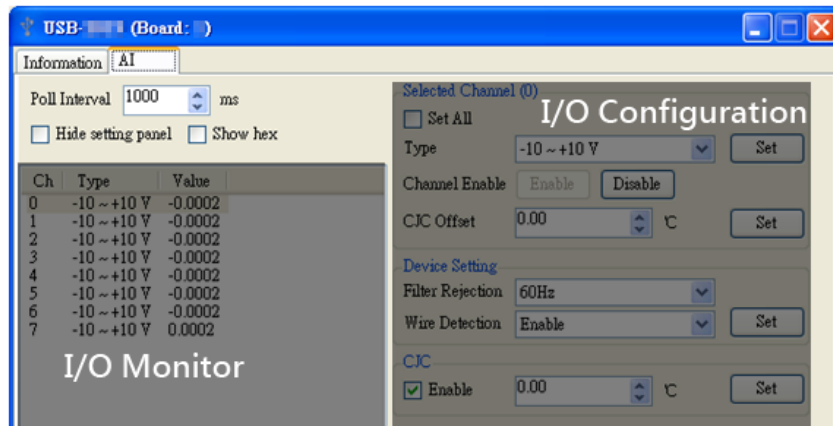 USB- (Board: )
Information AI
Poll Interval 1000 ms
Hide setting panel Show hex
Ch Type Value
0 -10 ~ +10 V -0.0002
1 -10 ~ +10 V -0.0002
2 -10 ~ +10 V -0.0002
3 -10 ~ +10 V -0.0002
4 -10 ~ +10 V -0.0002
5 -10 ~ +10 V -0.0002
6 -10 ~ +10 V -0.0002
7 -10 ~ +10 V 0.0002
I/O Monitor
Selected Channel (0)
I/O Configuration
Set All
Type -10 ~ +10 V Set
Channel Enable Enable Disable
CJC Offset 0.00 ℃ Set
Device Setting
Filter Rejection 60Hz
Wire Detection Enable Set
CJC
Enable 0.00 ℃ Set